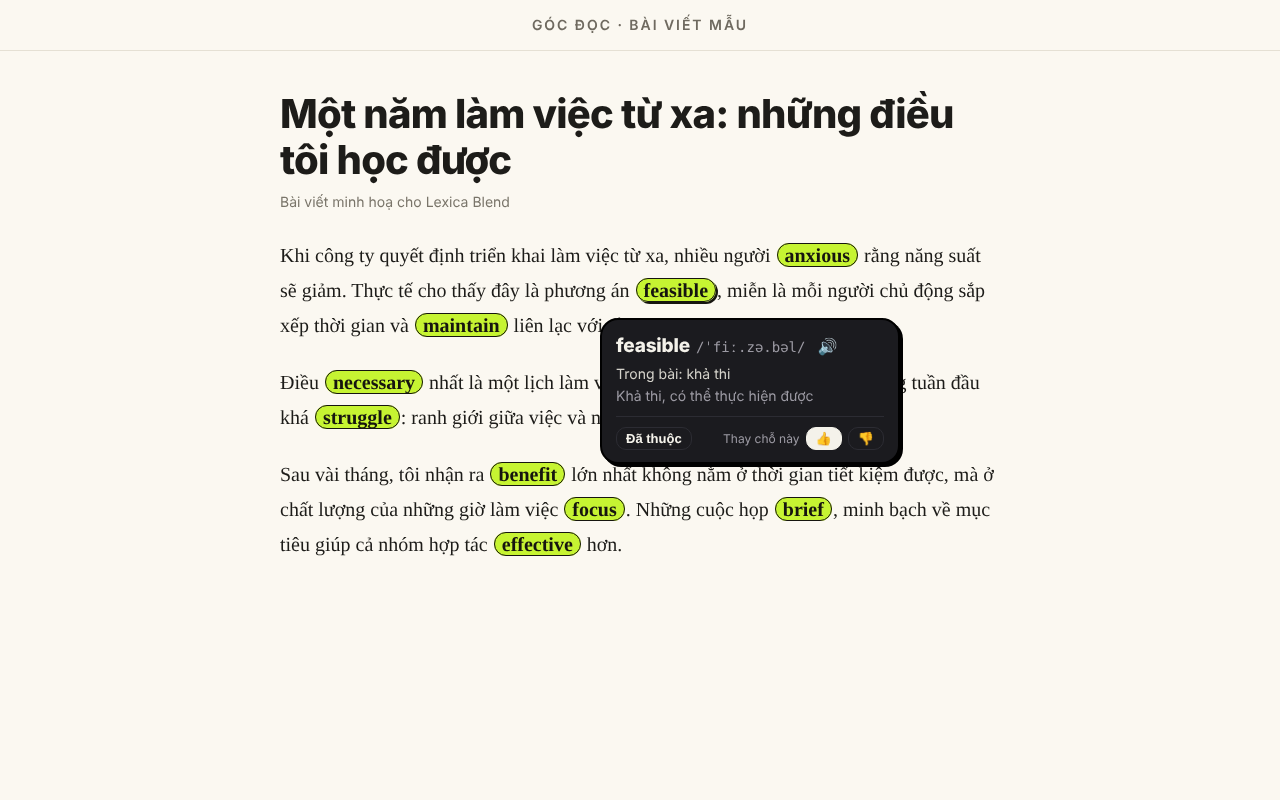 GÓC ĐỌC · BÀI VIẾT MẪU
Một năm làm việc từ xa: những điều
tôi học được
Bài viết minh hoạ cho Lexica Blend
Khi công ty quyết định triển khai làm việc từ xa, nhiều người anxious rằng năng suất
sẽ giảm. Thực tế cho thấy đây là phương án feasible, miễn là mỗi người chủ động sắp
xếp thời gian và maintain liên lạc với
feasible /ˈfiː.zə.bəl/ 🔊
Trong bài: khả thi
Khả thi, có thể thực hiện được
Đã thuộc Thay chỗ này 👍 👎
Điều necessary nhất là một lịch làm tuần đầu
khá struggle: ranh giới giữa việc và
Sau vài tháng, tôi nhận ra benefit lớn nhất không nằm ở thời gian tiết kiệm được, mà ở
chất lượng của những giờ làm việc focus. Những cuộc họp brief, minh bạch về mục
tiêu giúp cả nhóm hợp tác effective hơn.